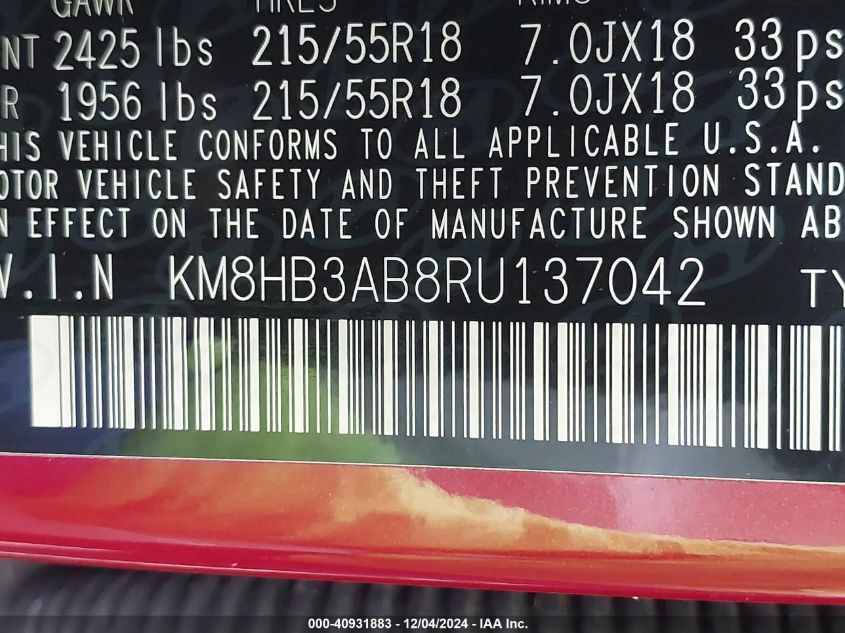 GAWR TIRES RIMS
NT 2425 lbs 215/55R18 7.0JX18 33ps
R 1956 lbs 215/55R18 7.0JX18 33ps
HIS VEHICLE CONFORMS TO ALL APPLICABLE U.S.A.
OTOR VEHICLE SAFETY AND THEFT PREVENTION STAND
N EFFECT ON THE DATE OF MANUFACTURE SHOWN AB
V.I.N KM8HB3AB8RU137042 TY
000-40931883 - 12/04/2024 - IAA Inc.